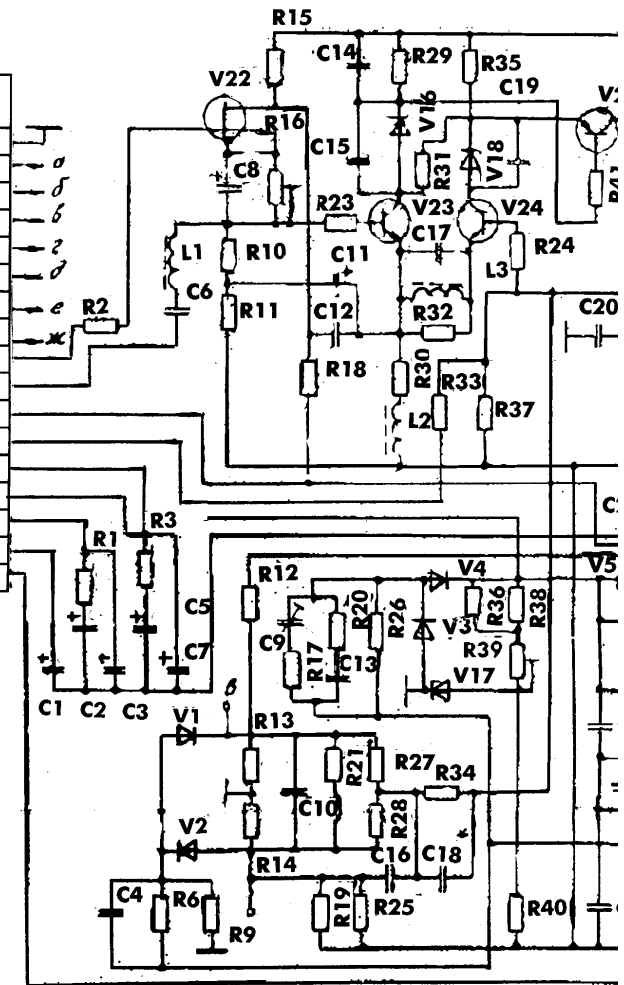 R15
C14
R29
R35
V22
C19
V2
R16
V16
C15
C8
R31
V18
R41
а
б
в
г
д
е
ж
R23
V23
V24
C17
R24
L1
R10
C11
L3
C6
R2
R11
C12
R32
C20
R18
R30
R33
L2
R37
R3
R1
R12
V4
V5
C5
R20
R26
R36
R38
C9
V3
R17
C7
C13
R39
V17
C1
C2
C3
V1
в
R13
R21
R27
R34
C10
R28
V2
R14
C16
C18
*
C4
R6
R19
R25
R40
R9